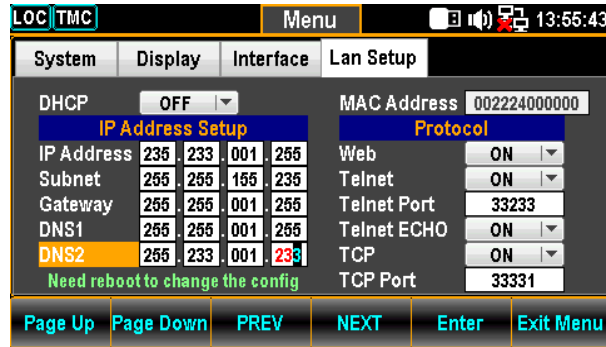 LOC TMC Menu 13:55:43
System Display Interface Lan Setup
DHCP OFF MAC Address 002224000000
IP Address Setup Protocol
IP Address 235 . 233 . 001 . 255 Web ON
Subnet 255 . 255 . 155 . 235 Telnet ON
Gateway 255 . 255 . 001 . 255 Telnet Port 33233
DNS1 255 . 255 . 001 . 255 Telnet ECHO ON
DNS2 255 . 233 . 001 . 233 TCP ON
Need reboot to change the config TCP Port 33331
Page Up Page Down PREV NEXT Enter Exit Menu